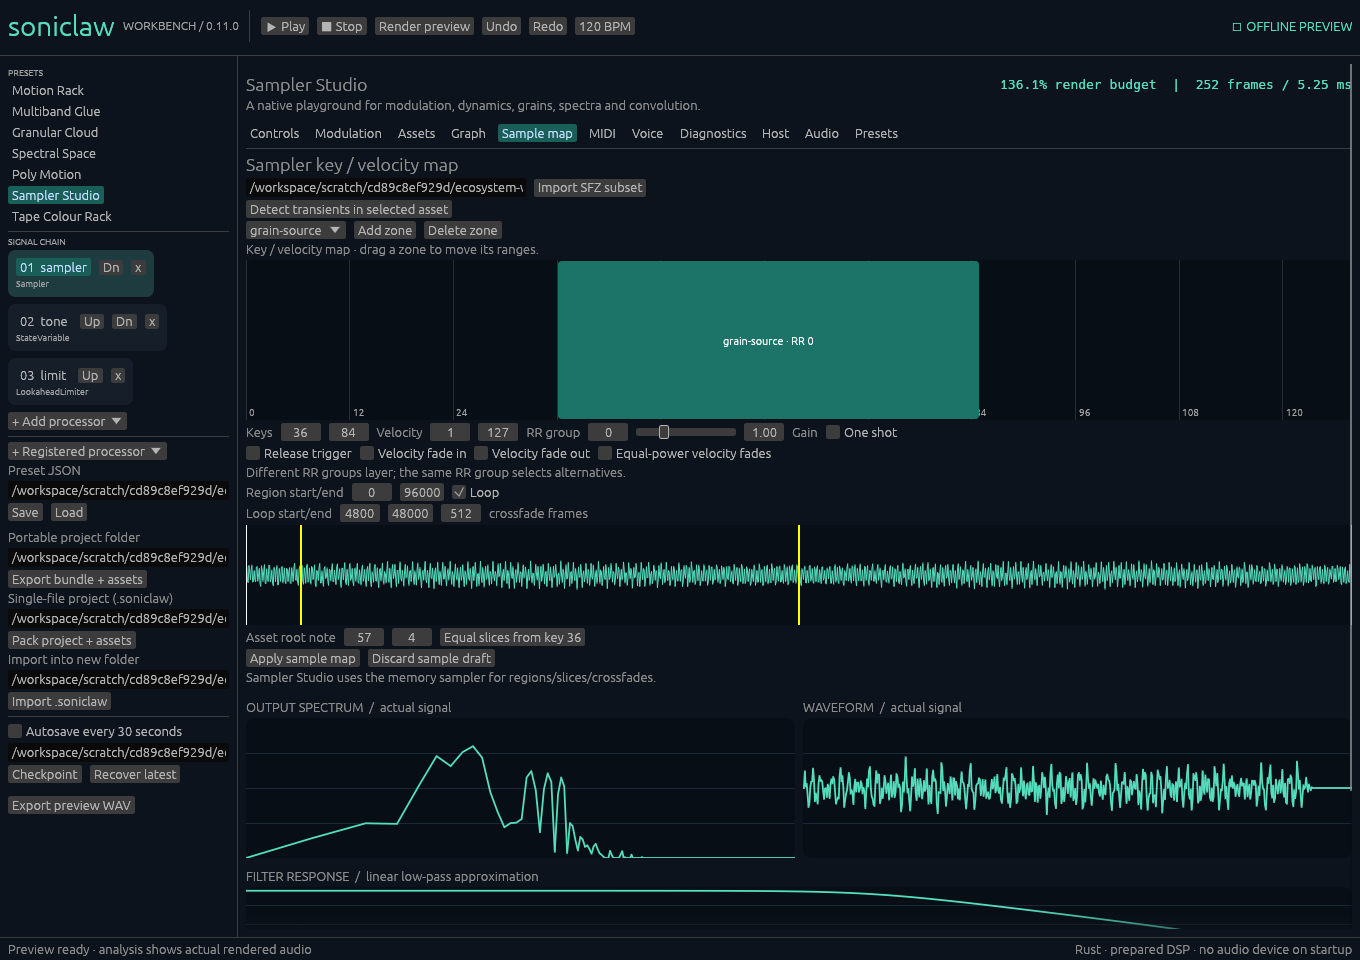 soniclaw WORKBENCH / 0.11.0 ▶ Play ■ Stop Render preview Undo Redo 120 BPM OFFLINE PREVIEW
PRESETS
Motion Rack
Multiband Glue
Granular Cloud
Spectral Space
Poly Motion
Sampler Studio
Tape Colour Rack
SIGNAL CHAIN
01 sampler Dn x
Sampler
02 tone Up Dn x
StateVariable
03 limit Up x
LookaheadLimiter
+ Add processor
+ Registered processor
Preset JSON
/workspace/scratch/cd89c8ef929d/e
Save Load
Portable project folder
/workspace/scratch/cd89c8ef929d/e
Export bundle + assets
Single-file project (.soniclaw)
/workspace/scratch/cd89c8ef929d/e
Pack project + assets
Import into new folder
/workspace/scratch/cd89c8ef929d/e
Import .soniclaw
Autosave every 30 seconds
/workspace/scratch/cd89c8ef929d/e
Checkpoint Recover latest
Export preview WAV
Sampler Studio 136.1% render budget | 252 frames / 5.25 ms
A native playground for modulation, dynamics, grains, spectra and convolution.
Controls Modulation Assets Graph Sample map MIDI Voice Diagnostics Host Audio Presets
Sampler key / velocity map
/workspace/scratch/cd89c8ef929d/ecosystem- Import SFZ subset
Detect transients in selected asset
grain-source Add zone Delete zone
Key / velocity map · drag a zone to move its ranges.
grain-source · RR 0
0 12 24 84 96 108 120
Keys 36 84 Velocity 1 127 RR group 0 1.00 Gain One shot
Release trigger Velocity fade in Velocity fade out Equal-power velocity fades
Different RR groups layer; the same RR group selects alternatives.
Region start/end 0 96000 Loop
Loop start/end 4800 48000 512 crossfade frames
Asset root note 57 4 Equal slices from key 36
Apply sample map Discard sample draft
Sampler Studio uses the memory sampler for regions/slices/crossfades.
OUTPUT SPECTRUM / actual signal WAVEFORM / actual signal
FILTER RESPONSE / linear low-pass approximation
Preview ready · analysis shows actual rendered audio Rust · prepared DSP · no audio device on startup